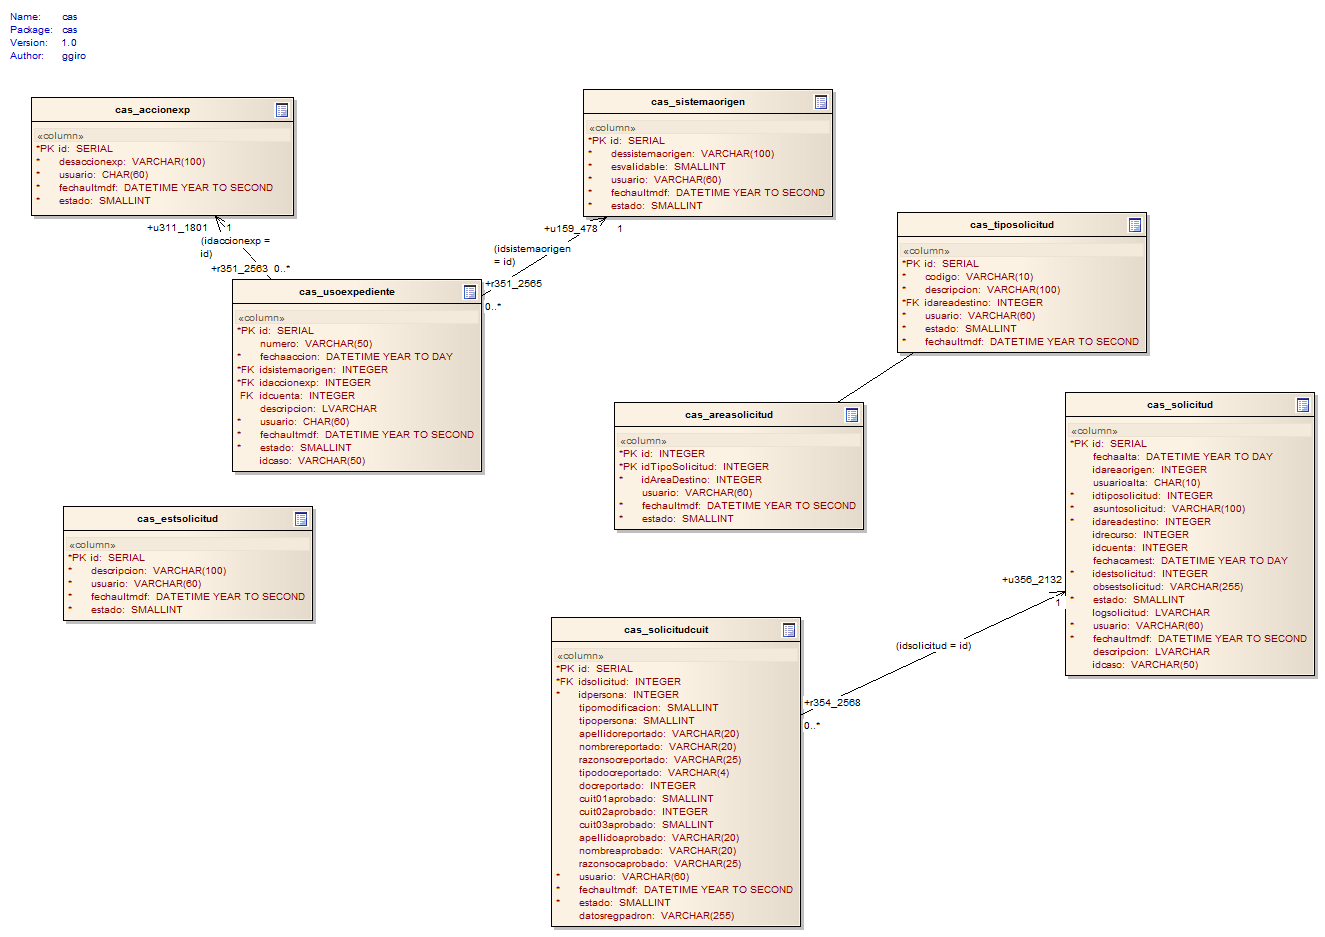 Name: cas
Package: cas
Version: 1.0
Author: ggiro
cas_accionexp
«column»
*PK id: SERIAL
* desaccionexp: VARCHAR(100)
* usuario: CHAR(60)
* fechaultmdf: DATETIME YEAR TO SECOND
* estado: SMALLINT
cas_sistemaorigen
«column»
*PK id: SERIAL
* dessistemaorigen: VARCHAR(100)
* esvalidable: SMALLINT
* usuario: VARCHAR(60)
* fechaultmdf: DATETIME YEAR TO SECOND
* estado: SMALLINT
+u311_1801 1
(idaccionexp =
id)
+r351_2563 0..*
+u159_478 1
(idsistemaorigen
= id)
+r351_2565
0..*
cas_tiposolicitud
«column»
*PK id: SERIAL
* codigo: VARCHAR(10)
* descripcion: VARCHAR(100)
*FK idareadestino: INTEGER
* usuario: VARCHAR(60)
* estado: SMALLINT
* fechaultmdf: DATETIME YEAR TO SECOND
cas_usoexpediente
«column»
*PK id: SERIAL
numero: VARCHAR(50)
* fechaaccion: DATETIME YEAR TO DAY
*FK idsistemaorigen: INTEGER
*FK idaccionexp: INTEGER
FK idcuenta: INTEGER
descripcion: LVARCHAR
* usuario: CHAR(60)
* fechaultmdf: DATETIME YEAR TO SECOND
* estado: SMALLINT
idcaso: VARCHAR(50)
cas_areasolicitud
«column»
*PK id: INTEGER
*PK idTipoSolicitud: INTEGER
* idAreaDestino: INTEGER
usuario: VARCHAR(60)
* fechaultmdf: DATETIME YEAR TO SECOND
* estado: SMALLINT
cas_solicitud
«column»
*PK id: SERIAL
fechaalta: DATETIME YEAR TO DAY
idareaorigen: INTEGER
usuarioalta: CHAR(10)
* idtiposolicitud: INTEGER
* asuntosolicitud: VARCHAR(100)
* idareadestino: INTEGER
idrecurso: INTEGER
idcuenta: INTEGER
fechacamest: DATETIME YEAR TO DAY
* idestsolicitud: INTEGER
obsestsolicitud: VARCHAR(255)
* estado: SMALLINT
logsolicitud: LVARCHAR
* usuario: VARCHAR(60)
* fechaultmdf: DATETIME YEAR TO SECOND
descripcion: LVARCHAR
idcaso: VARCHAR(50)
cas_estsolicitud
«column»
*PK id: SERIAL
* descripcion: VARCHAR(100)
* usuario: VARCHAR(60)
* fechaultmdf: DATETIME YEAR TO SECOND
* estado: SMALLINT
+u356_2132
1
(idsolicitud = id)
+r354_2568
0..*
cas_solicitudcuit
«column»
*PK id: SERIAL
*FK idsolicitud: INTEGER
* idpersona: INTEGER
tipomodificacion: SMALLINT
tipopersona: SMALLINT
apellidoreportado: VARCHAR(20)
nombrereportado: VARCHAR(20)
razonsocreportado: VARCHAR(25)
tipodocreportado: VARCHAR(4)
docreportado: INTEGER
cuit01aprobado: SMALLINT
cuit02aprobado: INTEGER
cuit03aprobado: SMALLINT
apellidoaprobado: VARCHAR(20)
nombreaprobado: VARCHAR(20)
razonsocaprobado: VARCHAR(25)
* usuario: VARCHAR(60)
* fechaultmdf: DATETIME YEAR TO SECOND
* estado: SMALLINT
datosregpadron: VARCHAR(255)